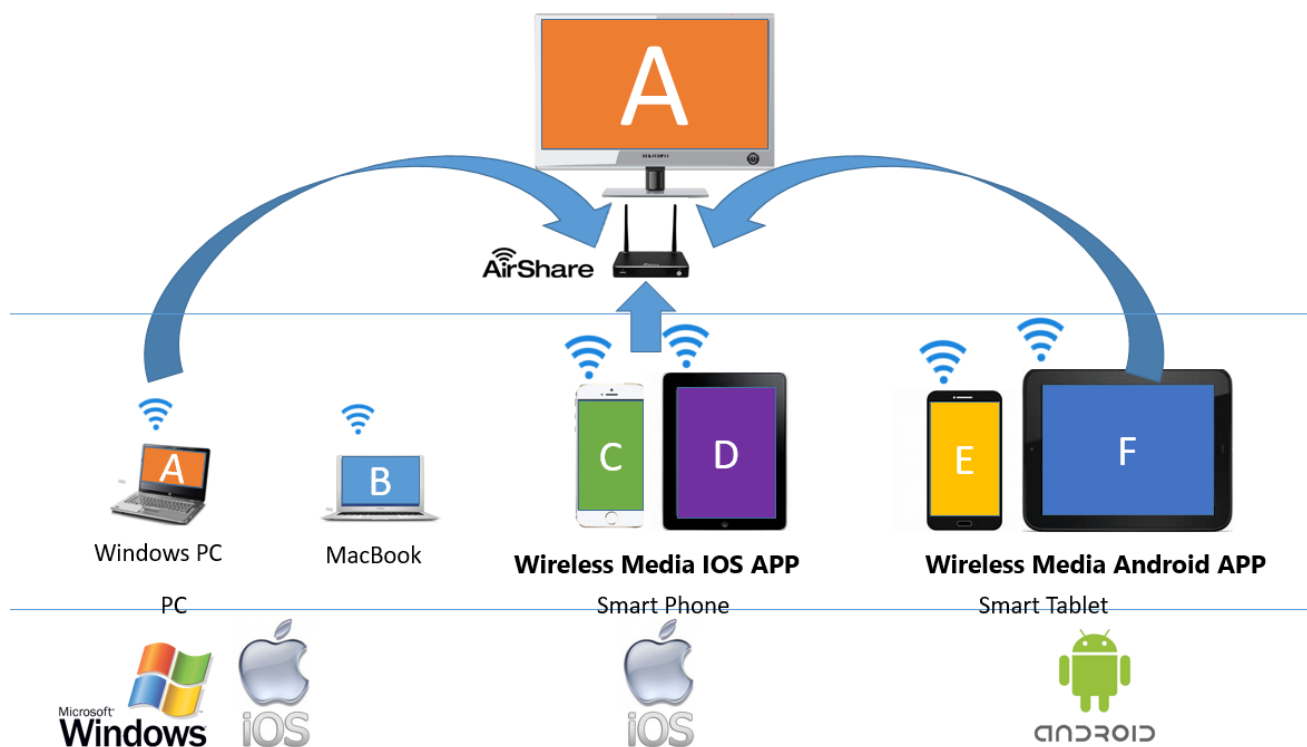 A
AirShare
A
B
C
D
E
F
Windows PC
MacBook
Wireless Media IOS APP
Wireless Media Android APP
PC
Smart Phone
Smart Tablet
Microsoft
Windows
iOS
iOS
ANDROID